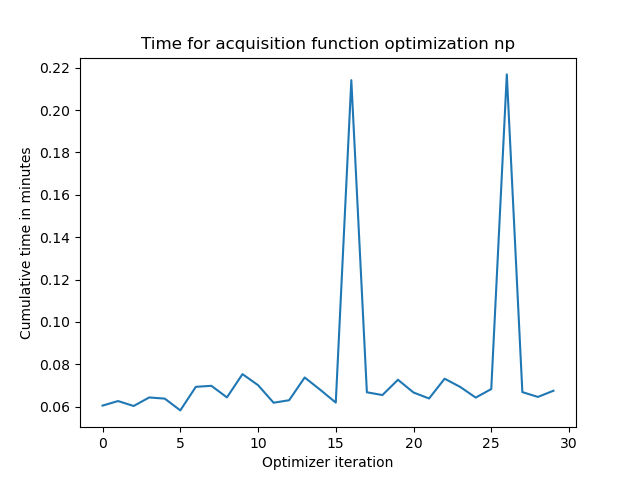 Time for acquisition function optimization np
Cumulative time in minutes
0.22
0.20
0.18
0.16
0.14
0.12
0.10
0.08
0.06
0 5 10 15 20 25 30
Optimizer iteration